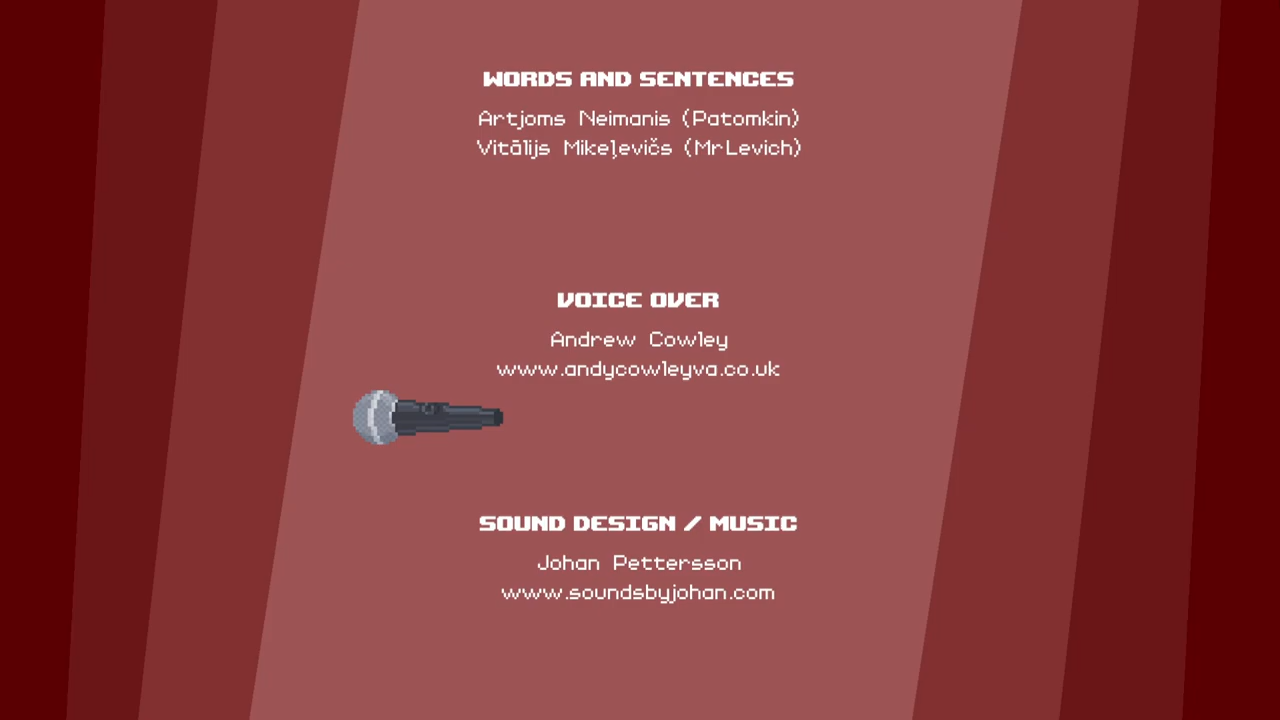 WORDS AND SENTENCES
Artjoms Neimanis (Patomkin)
Vitālijs Mikeļevičs (MrLevich)
VOICE OVER
Andrew Cowley
www.andycowleyva.co.uk
SOUND DESIGN / MUSIC
Johan Pettersson
www.soundsbyjohan.com